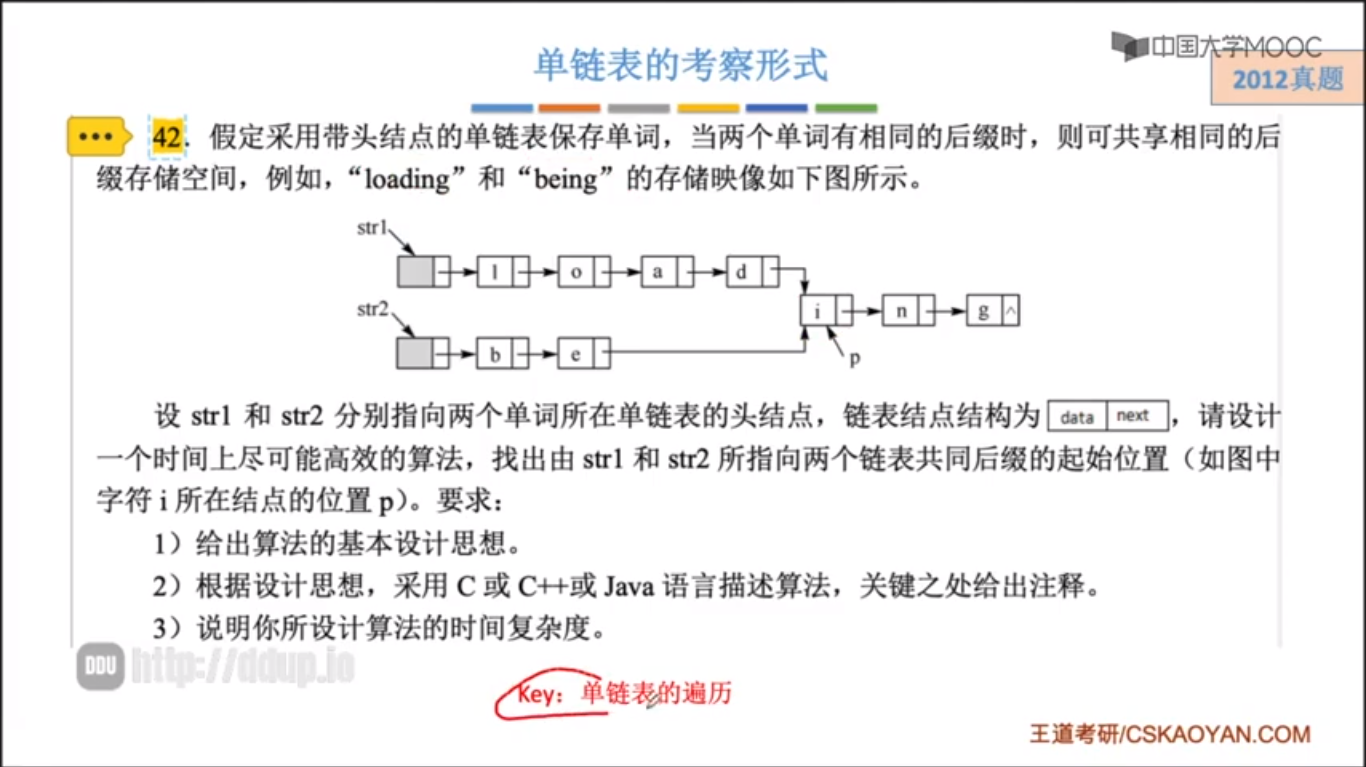 单链表的考察形式
中国大学MOOC
2012真题
42. 假定采用带头结点的单链表保存单词，当两个单词有相同的后缀时，则可共享相同的后
缀存储空间，例如，“loading”和“being”的存储映像如下图所示。
str1
l o a d
str2
i n g ^
b e
p
设 str1 和 str2 分别指向两个单词所在单链表的头结点，链表结点结构为 data next ，请设计
一个时间上尽可能高效的算法，找出由 str1 和 str2 所指向两个链表共同后缀的起始位置（如图中
字符 i 所在结点的位置 p）。要求：
1）给出算法的基本设计思想。
2）根据设计思想，采用 C 或 C++或 Java 语言描述算法，关键之处给出注释。
3）说明你所设计算法的时间复杂度。
DDU http://ddup.io
Key：单链表的遍历
王道考研/CSKAOYAN.COM